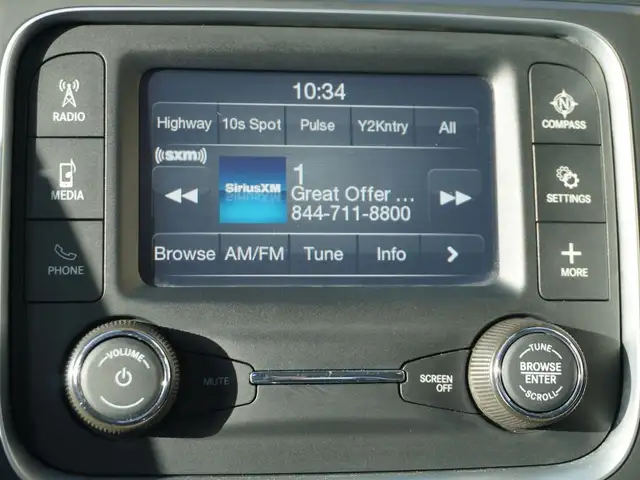 10:34
Highway 10s Spot Pulse Y2Kntry All
((sxm))
SiriusXM
1
Great Offer ...
844-711-8800
Browse AM/FM Tune Info >
RADIO
MEDIA
PHONE
N
COMPASS
SETTINGS
+
MORE
VOLUME
MUTE
SCREEN
OFF
TUNE
BROWSE
ENTER
SCROLL